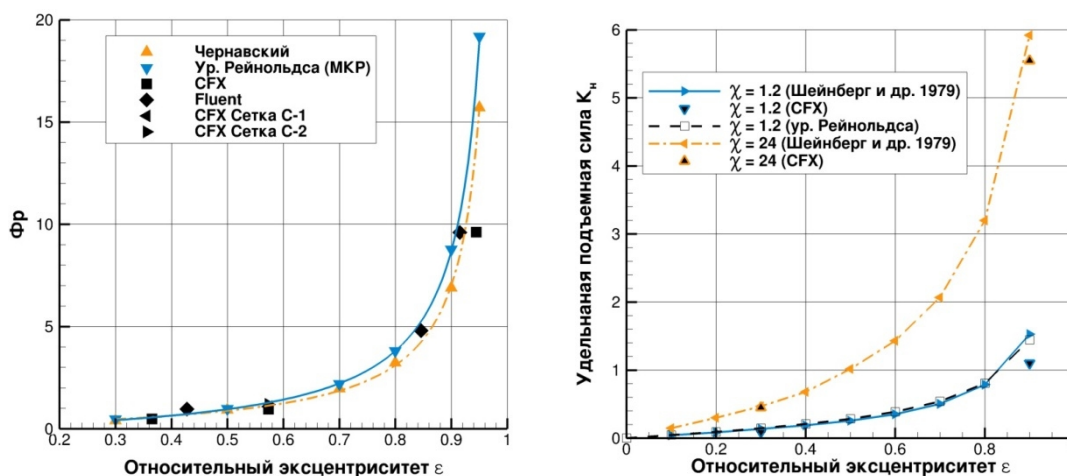 20
15
10
5
0
Фр
0.2 0.3 0.4 0.5 0.6 0.7 0.8 0.9 1
Относительный эксцентриситет ε
Чернавский
Ур. Рейнольдса (МКР)
CFX
Fluent
CFX Сетка С-1
CFX Сетка С-2
6
5
4
3
2
1
0
Удельнаная подъемная сила Kн
0 0.2 0.4 0.6 0.8
Относительный эксцентриситет ε
χ = 1.2 (Шейнберг и др. 1979)
χ = 1.2 (CFX)
χ = 1.2 (ур. Рейнольдса)
χ = 24 (Шейнберг и др. 1979)
χ = 24 (CFX)